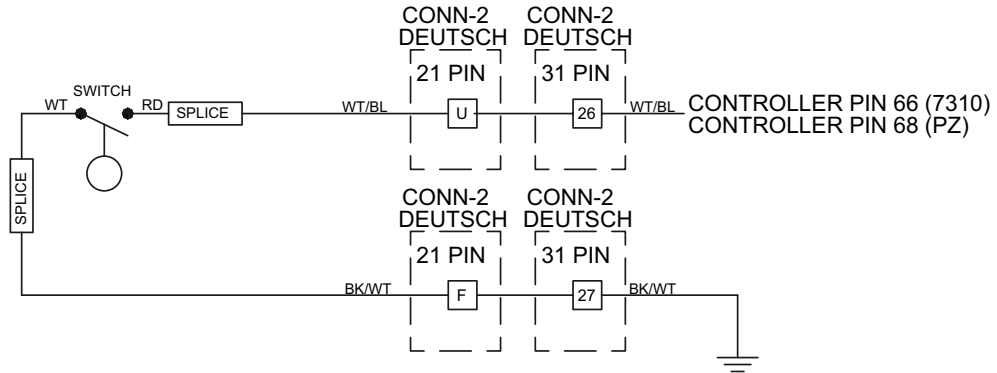 CONN-2 DEUTSCH
CONN-2 DEUTSCH
21 PIN
31 PIN
SWITCH
WT
RD
SPLICE
WT/BL
U
26
WT/BL
CONTROLLER PIN 66 (7310)
CONTROLLER PIN 68 (PZ)
SPLICE
CONN-2 DEUTSCH
CONN-2 DEUTSCH
21 PIN
31 PIN
BK/WT
F
27
BK/WT